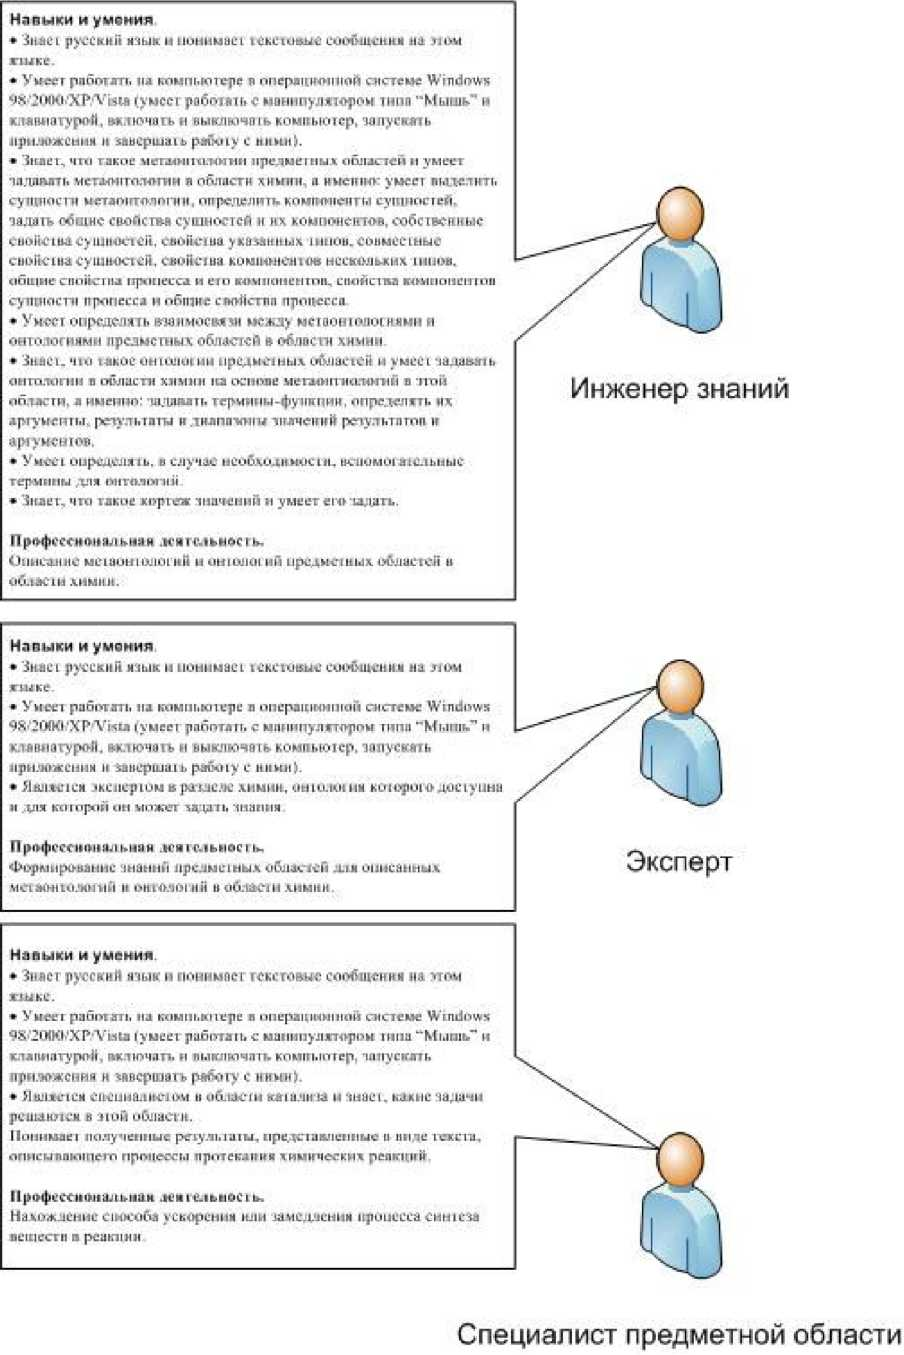 Навыки и умения.
• Знает русский язык и понимает текстовые сообщения на этом
языке.
• Умеет работать на компьютере в операционной системе Windows
98/2000/XP/Vista (умеет работать с манипулятором типа “Мышь” и
клавиатурой, включать и выключать компьютер, запускать
приложения и завершать работу с ними).
• Знает, что такое метаонтологии предметных областей и умеет
задавать метаонтологии в области химии, а именно: умеет выделить
сущности метаонтологии, определить компоненты сущностей,
задать общие свойства сущностей и их компонентов, собственные
свойства сущностей, свойства указанных типов, совместные
свойства сущностей, свойства компонентов нескольких типов,
общие свойства процесса и его компонентов, свойства компонентов
сущности процесса и общие свойства процесса.
• Умеет определять взаимосвязи между метаонтологиями и
онтологиями предметных областей в области химии.
• Знает, что такое онтологии предметных областей и умеет задавать
онтологии в области химии на основе метаонтиологий в этой
области, а именно: задавать термины-функции, определять их
аргументы, результаты и диапазоны значений результатов и
аргументов.
• Умеет определять, в случае необходимости, вспомогательные
термины для онтологий.
• Знает, что такое кортеж значений и умеет его задать.
Профессиональная деятельность.
Описание метаонтологий и онтологий предметных областей в
области химии.
Инженер знаний
Навыки и умения.
• Знает русский язык и понимает текстовые сообщения на этом
языке.
• Умеет работать на компьютере в операционной системе Windows
98/2000/XP/Vista (умеет работать с манипулятором типа “Мышь” и
клавиатурой, включать и выключать компьютер, запускать
приложения и завершать работу с ними).
• Является экспертом в разделе химии, онтология которого доступна
и для которой он может задать знания.
Профессиональная деятельность.
Формирование знаний предметных областей для описанных
метаонтологий и онтологий в области химии.
Эксперт
Навыки и умения.
• Знает русский язык и понимает текстовые сообщения на этом
языке.
• Умеет работать на компьютере в операционной системе Windows
98/2000/XP/Vista (умеет работать с манипулятором типа “Мышь” и
клавиатурой, включать и выключать компьютер, запускать
приложения и завершать работу с ними).
• Является специалистом в области катализа и знает, какие задачи
решаются в этой области.
Понимает полученные результаты, представленные в виде текста,
описывающего процессы протекания химических реакций.
Профессиональная деятельность.
Нахождение способа ускорения или замедления процесса синтеза
веществ в реакции.
Специалист предметной области